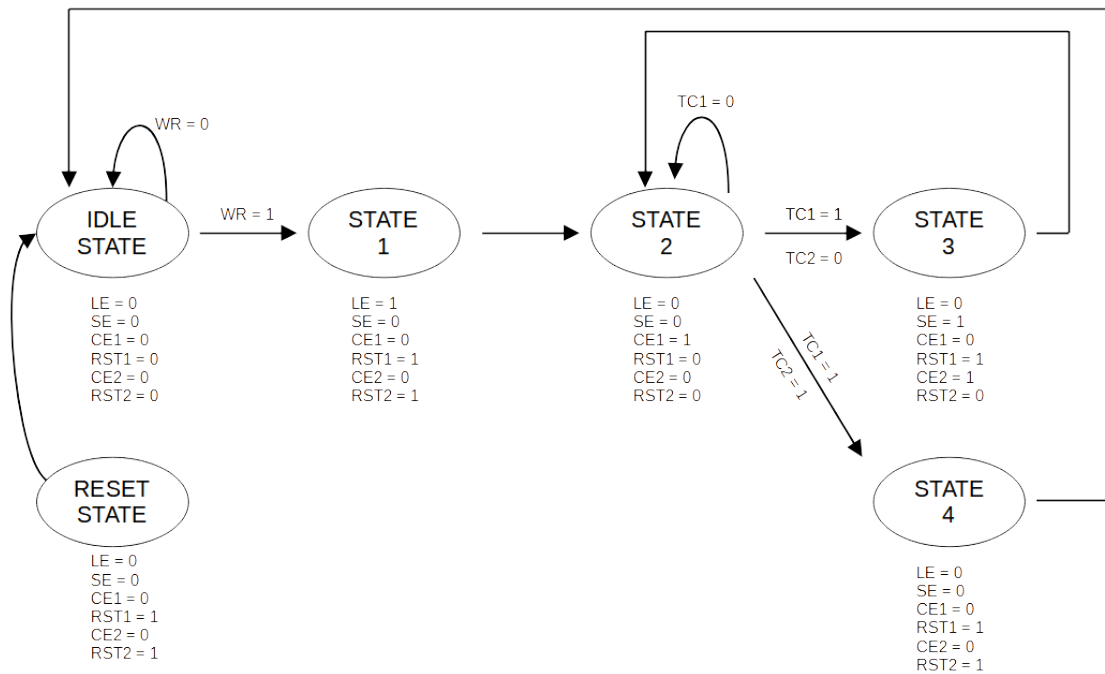 WR = 0
TC1 = 0
IDLE
STATE
WR = 1
STATE
1
STATE
2
TC1 = 1
TC2 = 0
STATE
3
LE = 0
SE = 0
CE1 = 0
RST1 = 0
CE2 = 0
RST2 = 0
LE = 1
SE = 0
CE1 = 0
RST1 = 1
CE2 = 0
RST2 = 1
LE = 0
SE = 0
CE1 = 1
RST1 = 0
CE2 = 0
RST2 = 0
TC1 = 1
TC2 = 1
LE = 0
SE = 1
CE1 = 0
RST1 = 1
CE2 = 1
RST2 = 0
RESET
STATE
LE = 0
SE = 0
CE1 = 0
RST1 = 1
CE2 = 0
RST2 = 1
STATE
4
LE = 0
SE = 0
CE1 = 0
RST1 = 1
CE2 = 0
RST2 = 1